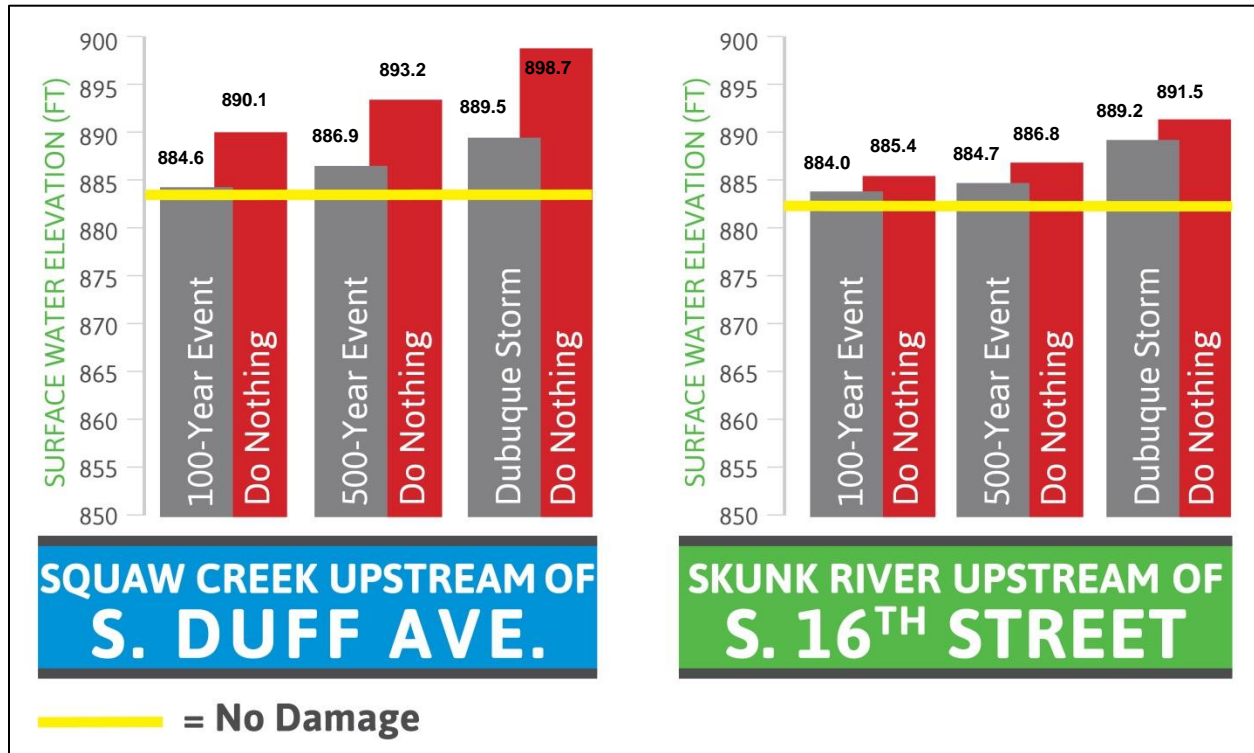 SURFACE WATER ELEVATION (FT)
900
895
890
885
880
875
870
865
860
855
850
884.6
890.1
886.9
893.2
889.5
898.7
100-Year Event
Do Nothing
500-Year Event
Do Nothing
Dubuque Storm
Do Nothing
SQUAW CREEK UPSTREAM OF
S. DUFF AVE.
SURFACE WATER ELEVATION (FT)
900
895
890
885
880
875
870
865
860
855
850
884.0
885.4
884.7
886.8
889.2
891.5
100-Year Event
Do Nothing
500-Year Event
Do Nothing
Dubuque Storm
Do Nothing
SKUNK RIVER UPSTREAM OF
S. 16TH STREET
= No Damage